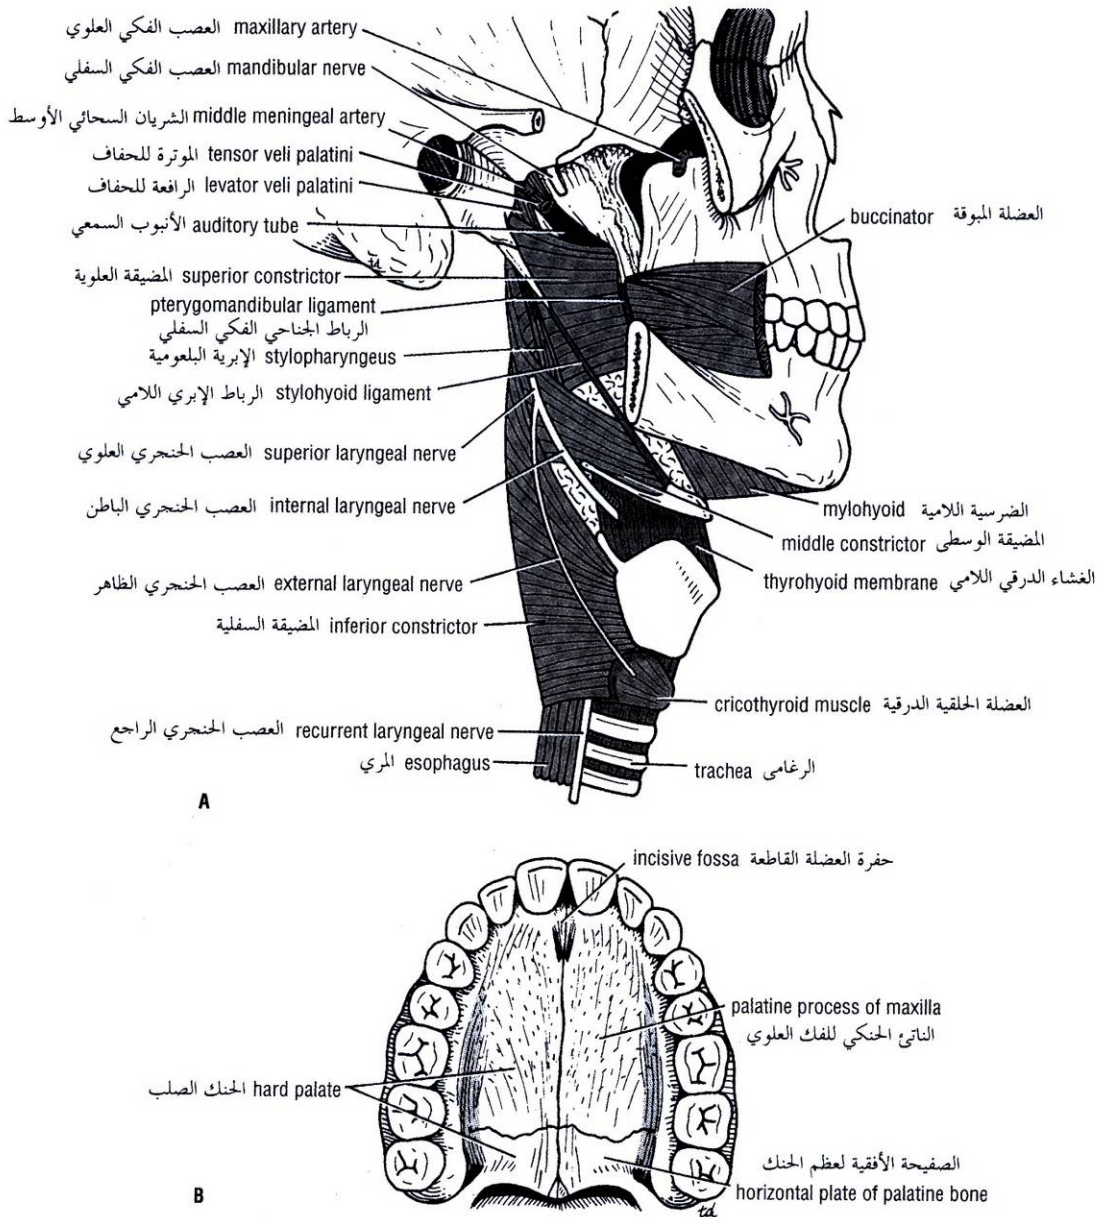 العصب الفكي العلوي maxillary artery
العصب الفكي السفلي mandibular nerve
الشريان السحائي الأوسط middle meningeal artery
الموترة للحفاف tensor veli palatini
الرافعة للحفاف levator veli palatini
الأنبوب السمعي auditory tube
buccinator العضلة المبوقة
المضيقة العلوية superior constrictor
pterygomandibular ligament
الرباط الجناحي الفكي السفلي
الإبرية البلعومية stylopharyngeus
الرباط الإبري اللامي stylohyoid ligament
العصب الحنجري العلوي superior laryngeal nerve
العصب الحنجري الباطن internal laryngeal nerve
mylohyoid الضرسية اللامية
middle constrictor المضيقة الوسطى
thyrohyoid membrane الغشاء الدرقي اللامي
العصب الحنجري الظاهر external laryngeal nerve
المضيقة السفلية inferior constrictor
cricothyroid muscle العضلة الحلقية الدرقية
العصب الحنجري الراجع recurrent laryngeal nerve
المري esophagus
trachea الرغامى
A
incisive fossa حفرة العضلة القاطعة
palatine process of maxilla
الناتئ الحنكي للفك العلوي
الحنك الصلب hard palate
الصفيحة الأفقية لعظم الحنك
horizontal plate of palatine bone
B
td